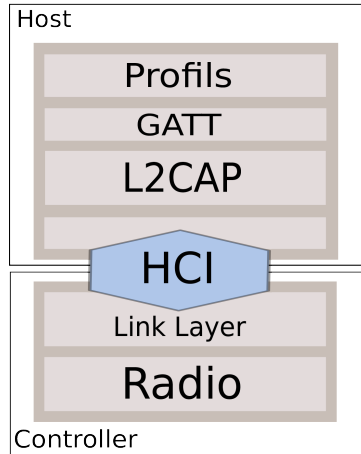 Host
Profils
GATT
L2CAP
HCI
Link Layer
Radio
Controller